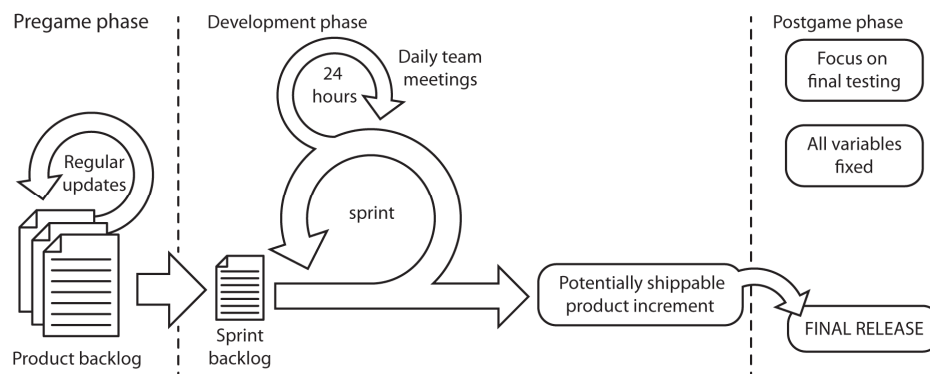 Pregame phase
Regular
updates
Product backlog
Development phase
24
hours
Daily team
meetings
sprint
Sprint
backlog
Potentially shippable
product increment
Postgame phase
Focus on
final testing
All variables
fixed
FINAL RELEASE